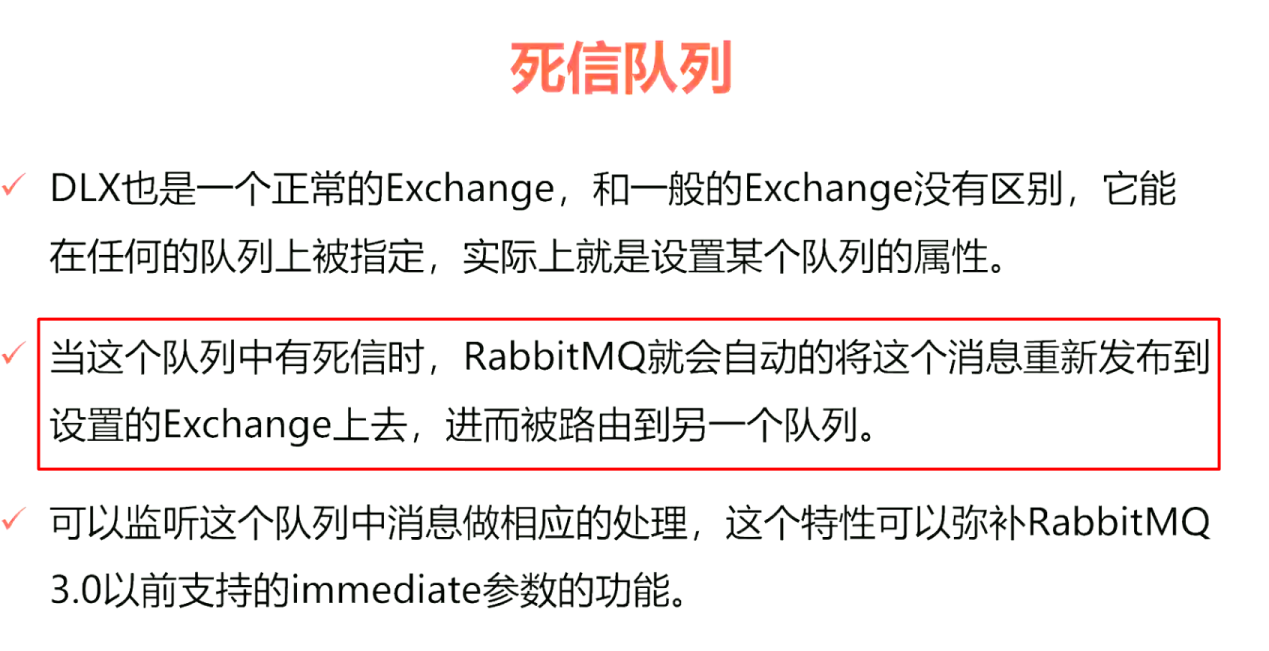 死信队列
DLX也是一个正常的Exchange，和一般的Exchange没有区别，它能
在任何的队列上被指定，实际上就是设置某个队列的属性。
当这个队列中有死信时，RabbitMQ就会自动的将这个消息重新发布到
设置的Exchange上去，进而被路由到另一个队列。
可以监听这个队列中消息做相应的处理，这个特性可以弥补RabbitMQ
3.0以前支持的immediate参数的功能。